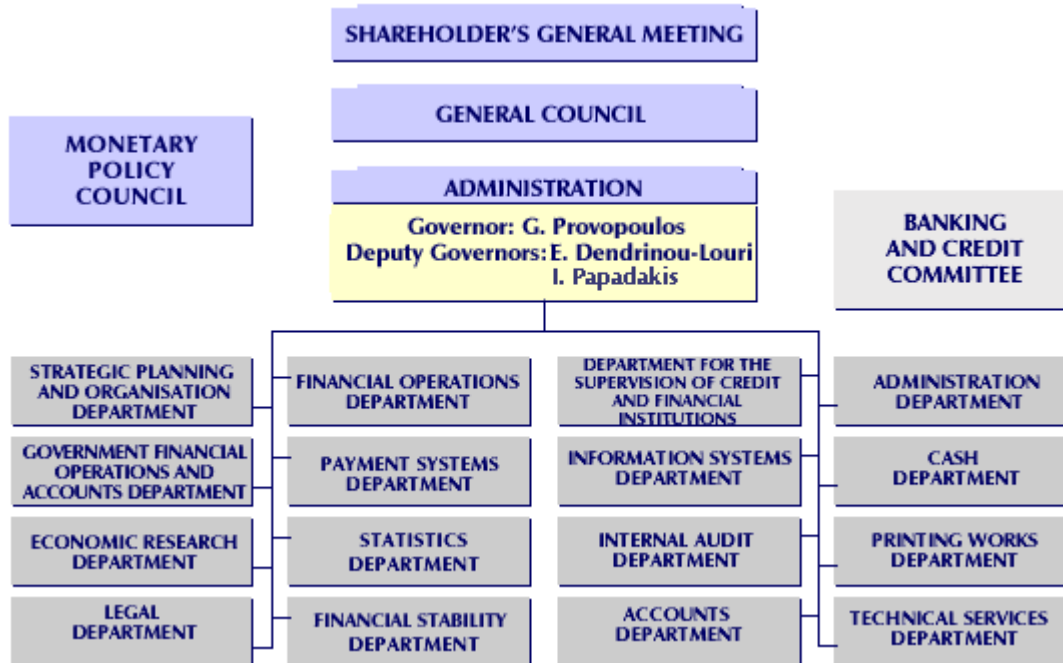 SHAREHOLDER'S GENERAL MEETING
GENERAL COUNCIL
MONETARY
POLICY
COUNCIL
ADMINISTRATION
Governor: G. Provopoulos
Deputy Governors: E. Dendrinou-Louri
I. Papadakis
BANKING
AND CREDIT
COMMITTEE
STRATEGIC PLANNING
AND ORGANISATION
DEPARTMENT
FINANCIAL OPERATIONS
DEPARTMENT
DEPARTMENT FOR THE
SUPERVISION OF CREDIT
AND FINANCIAL
INSTITUTIONS
ADMINISTRATION
DEPARTMENT
GOVERNMENT FINANCIAL
OPERATIONS AND
ACCOUNTS DEPARTMENT
PAYMENT SYSTEMS
DEPARTMENT
INFORMATION SYSTEMS
DEPARTMENT
CASH
DEPARTMENT
ECONOMIC RESEARCH
DEPARTMENT
STATISTICS
DEPARTMENT
INTERNAL AUDIT
DEPARTMENT
PRINTING WORKS
DEPARTMENT
LEGAL
DEPARTMENT
FINANCIAL STABILITY
DEPARTMENT
ACCOUNTS
DEPARTMENT
TECHNICAL SERVICES
DEPARTMENT